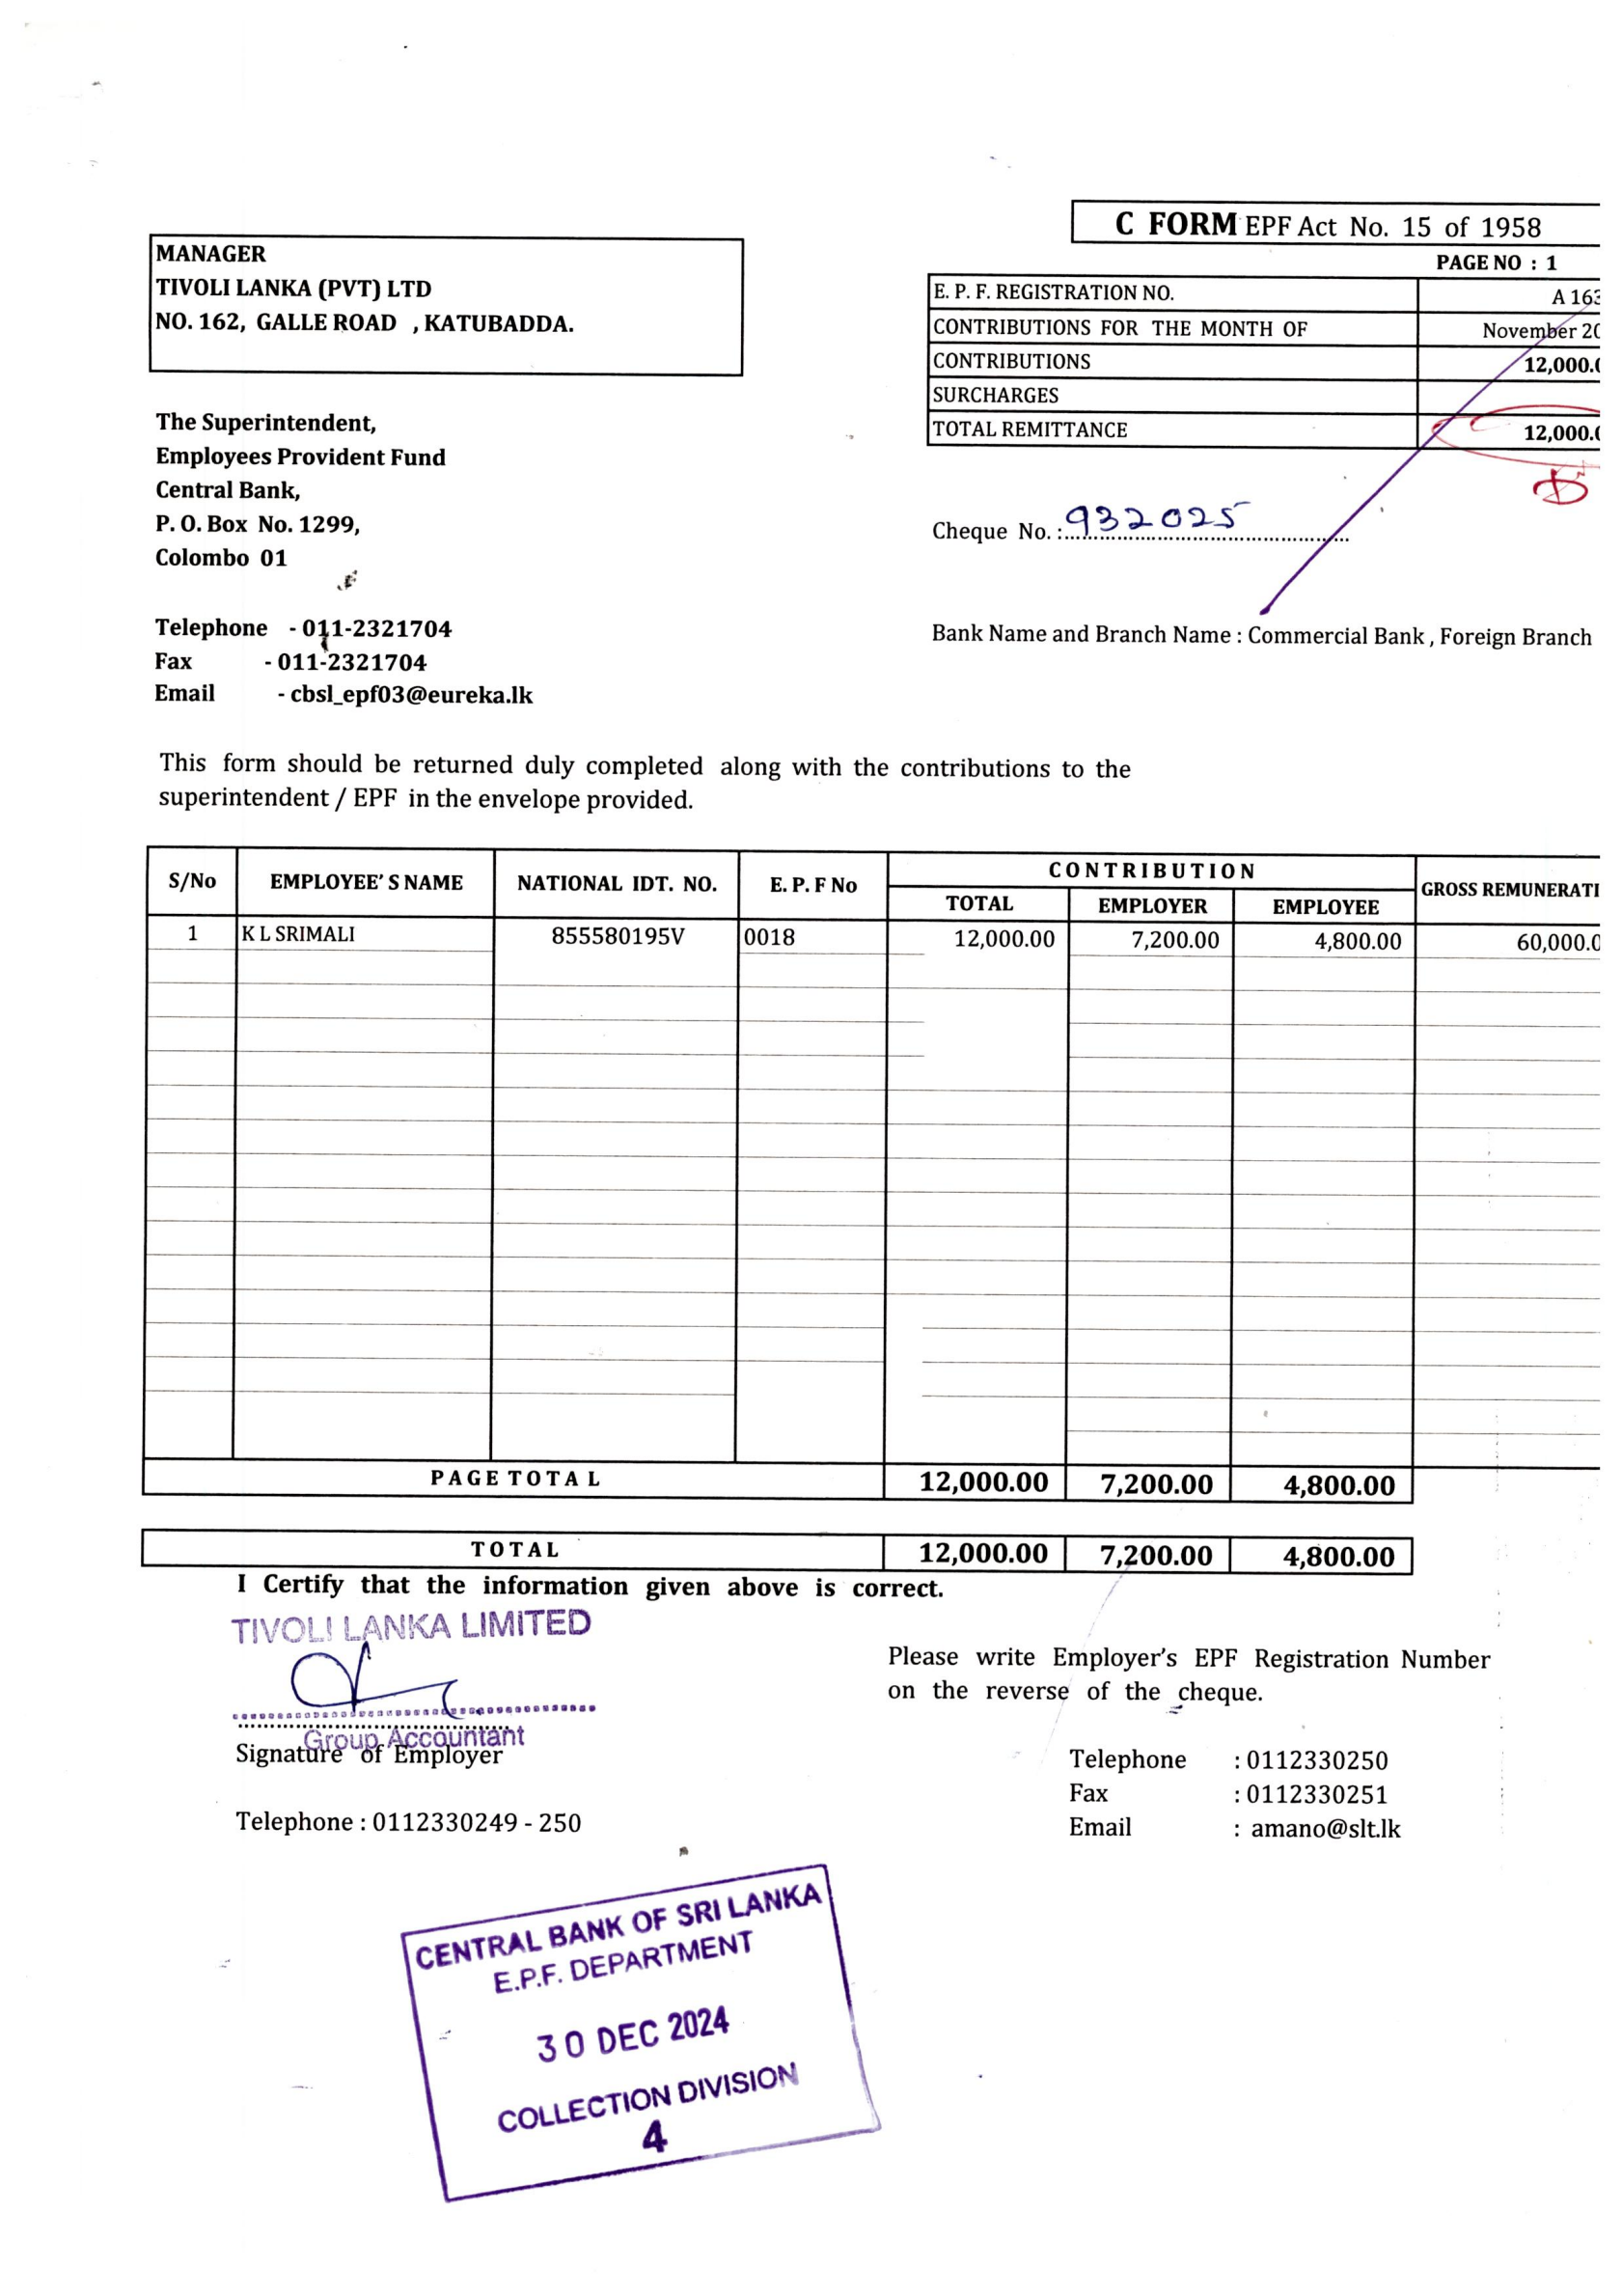 C FORM EPF Act No. 15 of 1958
PAGE NO : 1
MANAGER
TIVOLI LANKA (PVT) LTD
NO. 162, GALLE ROAD , KATUBADDA.
E. P. F. REGISTRATION NO. A 163
CONTRIBUTIONS FOR THE MONTH OF November 20
CONTRIBUTIONS 12,000.0
SURCHARGES
TOTAL REMITTANCE 12,000.0
The Superintendent,
Employees Provident Fund
Central Bank,
P. O. Box No. 1299,
Colombo 01
Cheque No. : 932025
Telephone - 011-2321704
Fax - 011-2321704
Email - cbsl_epf03@eureka.lk
Bank Name and Branch Name : Commercial Bank , Foreign Branch
This form should be returned duly completed along with the contributions to the
superintendent / EPF in the envelope provided.
S/No EMPLOYEE' S NAME NATIONAL IDT. NO. E. P. F No CONTRIBUTION GROSS REMUNERATI
TOTAL EMPLOYER EMPLOYEE
1 K L SRIMALI 855580195V 0018 12,000.00 7,200.00 4,800.00 60,000.0
PAGE TOTAL 12,000.00 7,200.00 4,800.00
TOTAL 12,000.00 7,200.00 4,800.00
I Certify that the information given above is correct.
TIVOLI LANKA LIMITED
Group Accountant
Signature of Employer
Telephone : 0112330249 - 250
Please write Employer's EPF Registration Number
on the reverse of the cheque.
Telephone : 0112330250
Fax : 0112330251
Email : amano@slt.lk
CENTRAL BANK OF SRI LANKA
E.P.F. DEPARTMENT
30 DEC 2024
COLLECTION DIVISION
4